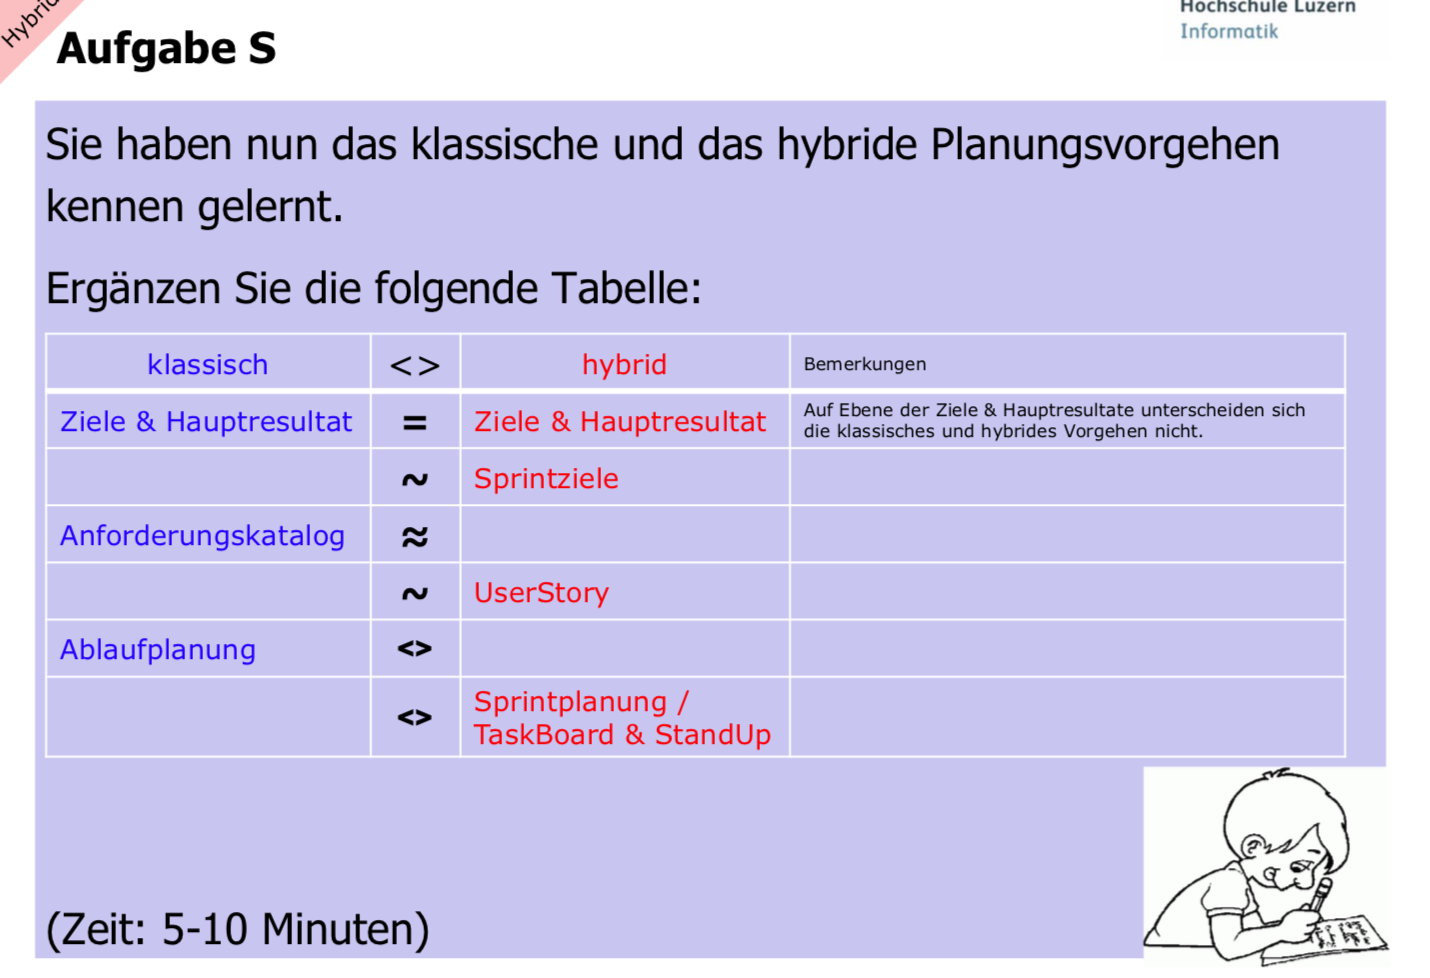 Hybrid
Hochschule Luzern
Informatik
Aufgabe S
Sie haben nun das klassische und das hybride Planungsvorgehen
kennen gelernt.
Ergänzen Sie die folgende Tabelle:
klassisch <> hybrid Bemerkungen
Ziele & Hauptresultat = Ziele & Hauptresultat Auf Ebene der Ziele & Hauptresultate unterscheiden sich
die klassisches und hybrides Vorgehen nicht.
~ Sprintziele
Anforderungskatalog ≈
~ UserStory
Ablaufplanung <>
<> Sprintplanung /
TaskBoard & StandUp
(Zeit: 5-10 Minuten)